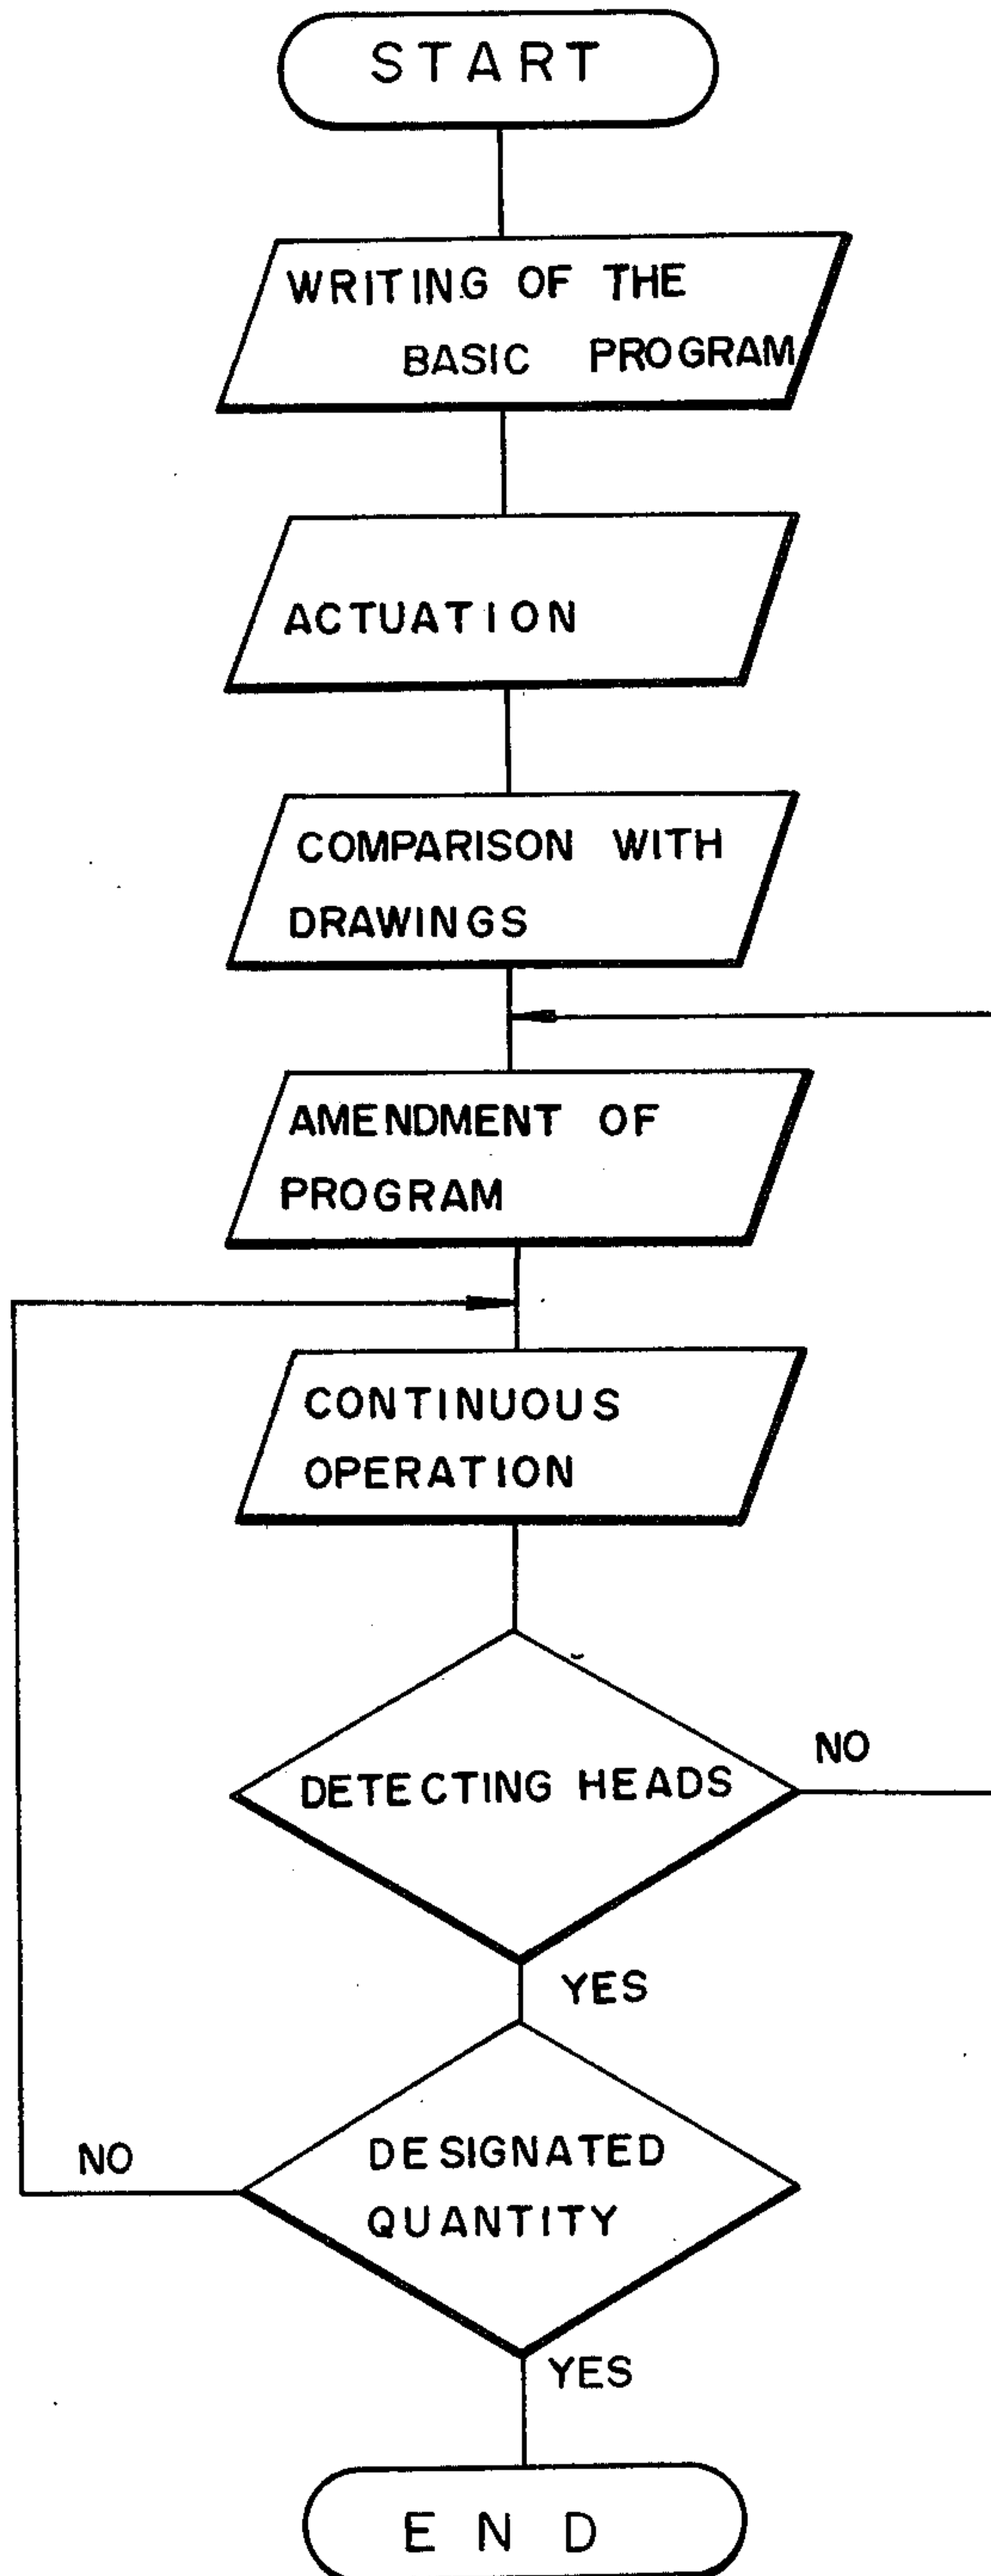 START
WRITING OF THE
BASIC PROGRAM
ACTUATION
COMPARISON WITH
DRAWINGS
AMENDMENT OF
PROGRAM
CONTINUOUS
OPERATION
DETECTING HEADS
NO
YES
DESIGNATED
QUANTITY
NO
YES
END